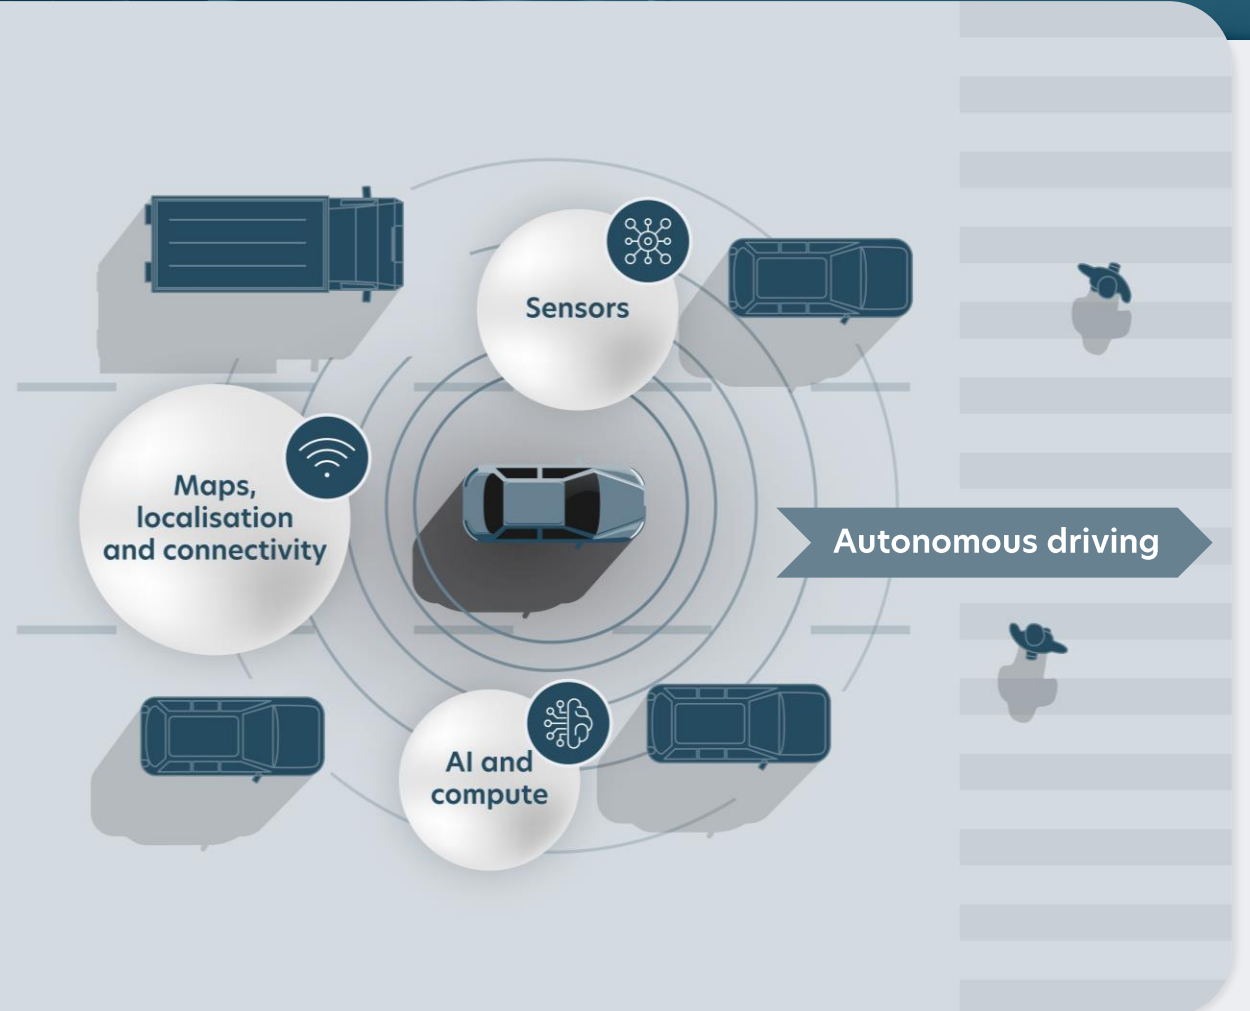 Sensors
Maps,
localisation
and connectivity
Autonomous driving
AI and
compute